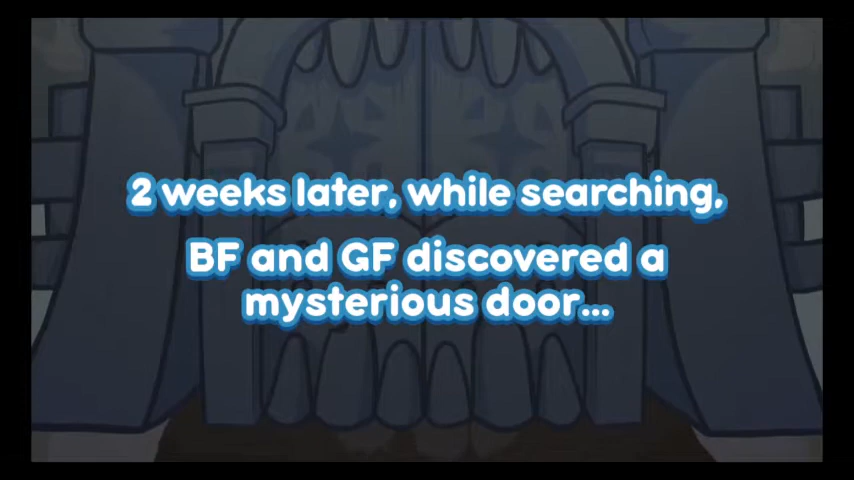 2 weeks later, while searching,
BF and GF discovered a
mysterious door...